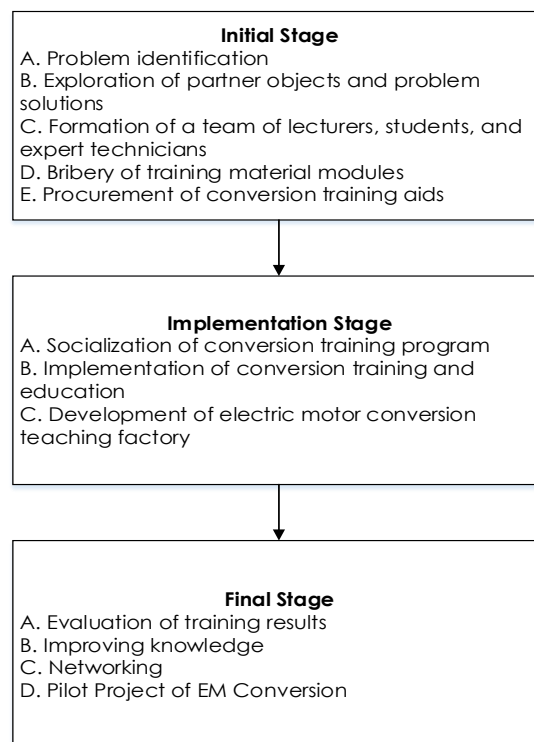 Initial Stage
A. Problem identification
B. Exploration of partner objects and problem
solutions
C. Formation of a team of lecturers, students, and
expert technicians
D. Bribery of training material modules
E. Procurement of conversion training aids
Implementation Stage
A. Socialization of conversion training program
B. Implementation of conversion training and
education
C. Development of electric motor conversion
teaching factory
Final Stage
A. Evaluation of training results
B. Improving knowledge
C. Networking
D. Pilot Project of EM Conversion